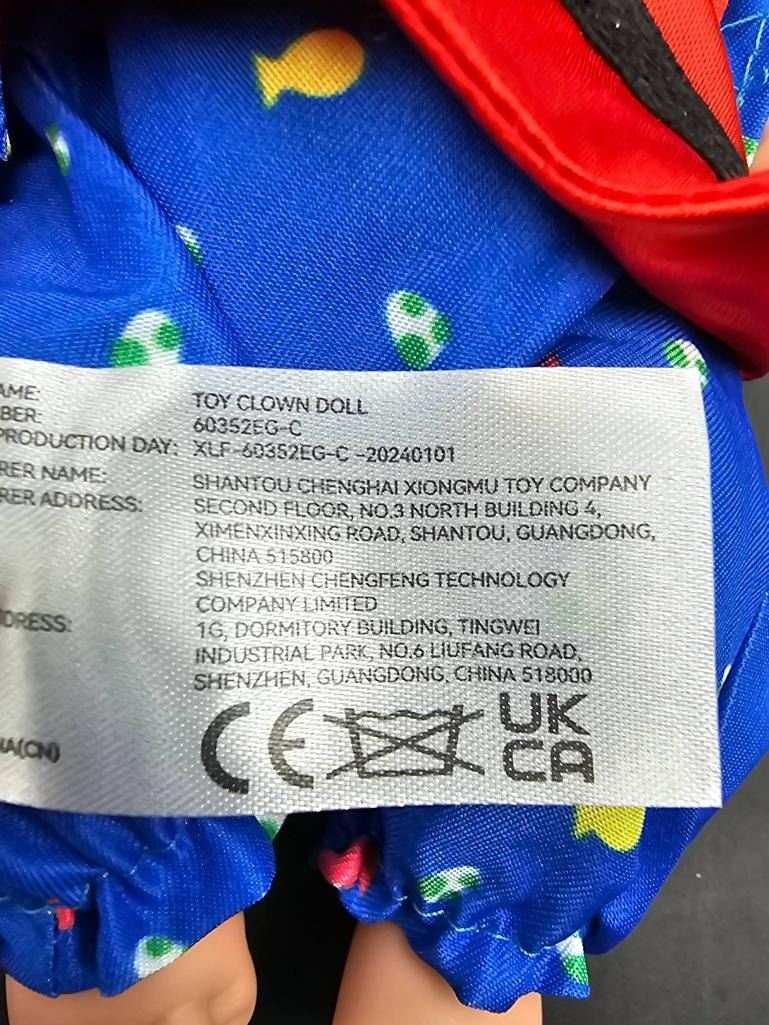 AME: TOY CLOWN DOLL
BER: 60352EG-C
PRODUCTION DAY: XLF-60352EG-C -20240101
RER NAME: SHANTOU CHENGHAI XIONGMU TOY COMPANY
RER ADDRESS: SECOND FLOOR, NO.3 NORTH BUILDING 4,
XIMENXINXING ROAD, SHANTOU, GUANGDONG,
CHINA 515800
SHENZHEN CHENGFENG TECHNOLOGY
COMPANY LIMITED
DRESS: 1G, DORMITORY BUILDING, TINGWEI
INDUSTRIAL PARK, NO.6 LIUFANG ROAD,
SHENZHEN, GUANGDONG, CHINA 518000
NA(CN)
CE UK
CA